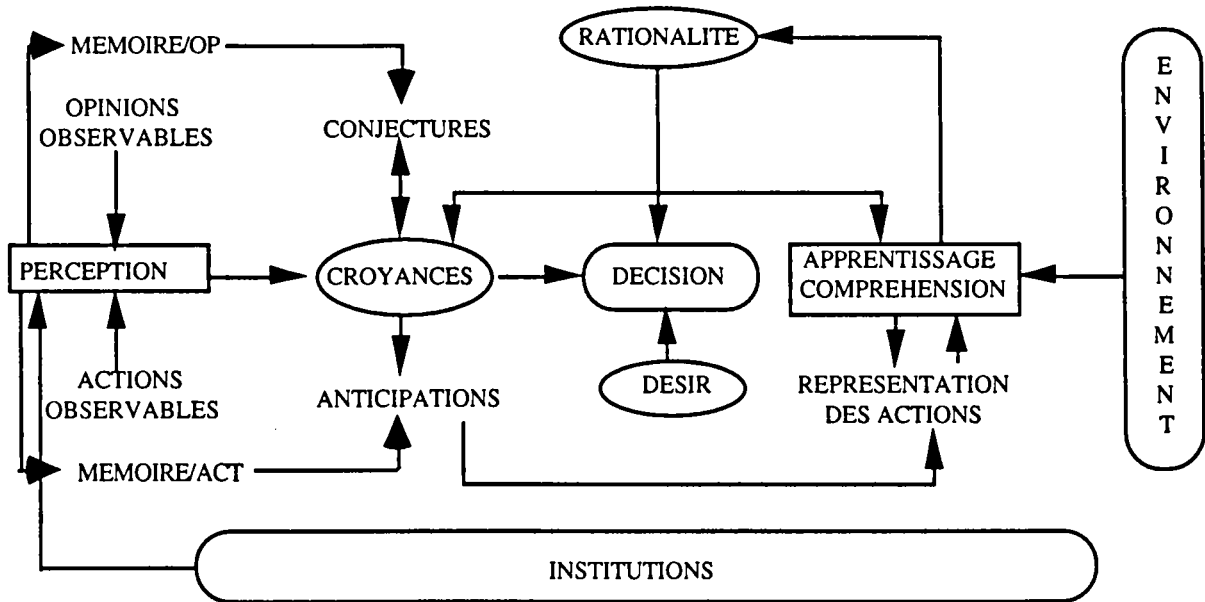 MEMOIRE/OP
RATIONALITE
OPINIONS
OBSERVABLES
CONJECTURES
PERCEPTION
CROYANCES
DECISION
APPRENTISSAGE
COMPREHENSION
ENVIRONNEMENT
ACTIONS
OBSERVABLES
ANTICIPATIONS
DESIR
REPRESENTATION
DES ACTIONS
MEMOIRE/ACT
INSTITUTIONS